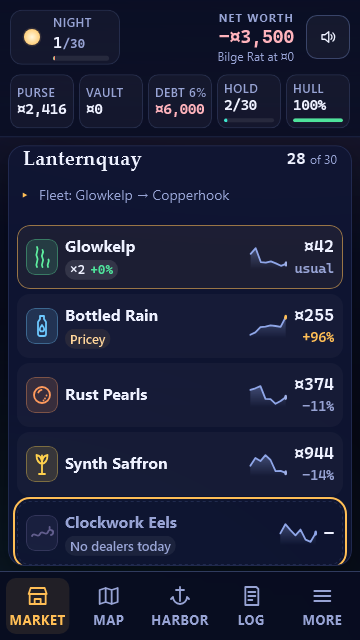 NIGHT
1/30
NET WORTH
−¤3,500
Bilge Rat at ¤0
PURSE
¤2,416
VAULT
¤0
DEBT 6%
¤6,000
HOLD
2/30
HULL
100%
Lanternquay
28 of 30
▸ Fleet: Glowkelp → Copperhook
Glowkelp
×2 +0%
¤42
usual
Bottled Rain
Pricey
¤255
+96%
Rust Pearls
¤374
−11%
Synth Saffron
¤944
−14%
Clockwork Eels
No dealers today
–
MARKET
MAP
HARBOR
LOG
MORE